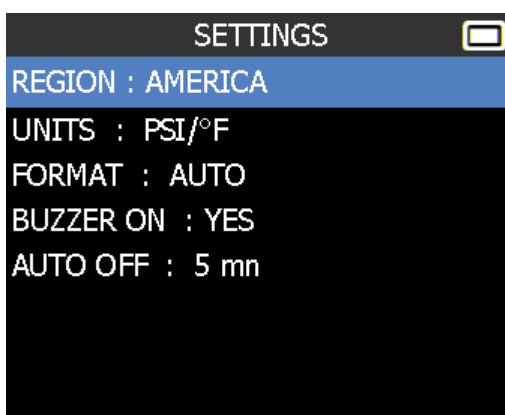 SETTINGS
REGION : AMERICA
UNITS : PSI/°F
FORMAT : AUTO
BUZZER ON : YES
AUTO OFF : 5 mn